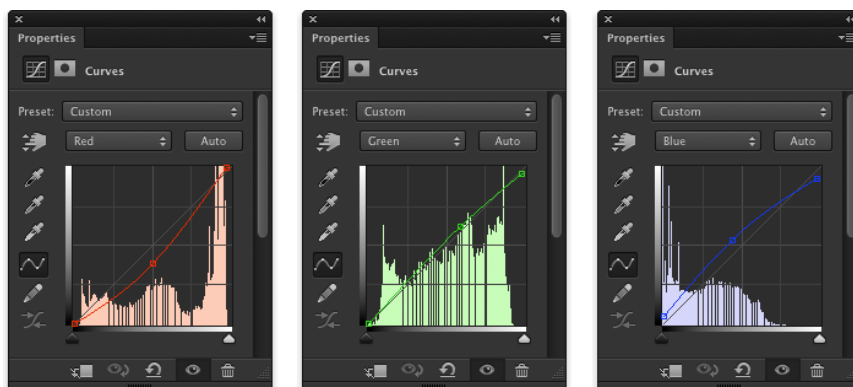 Properties
Curves
Preset: Custom
Red Auto
Properties
Curves
Preset: Custom
Green Auto
Properties
Curves
Preset: Custom
Blue Auto